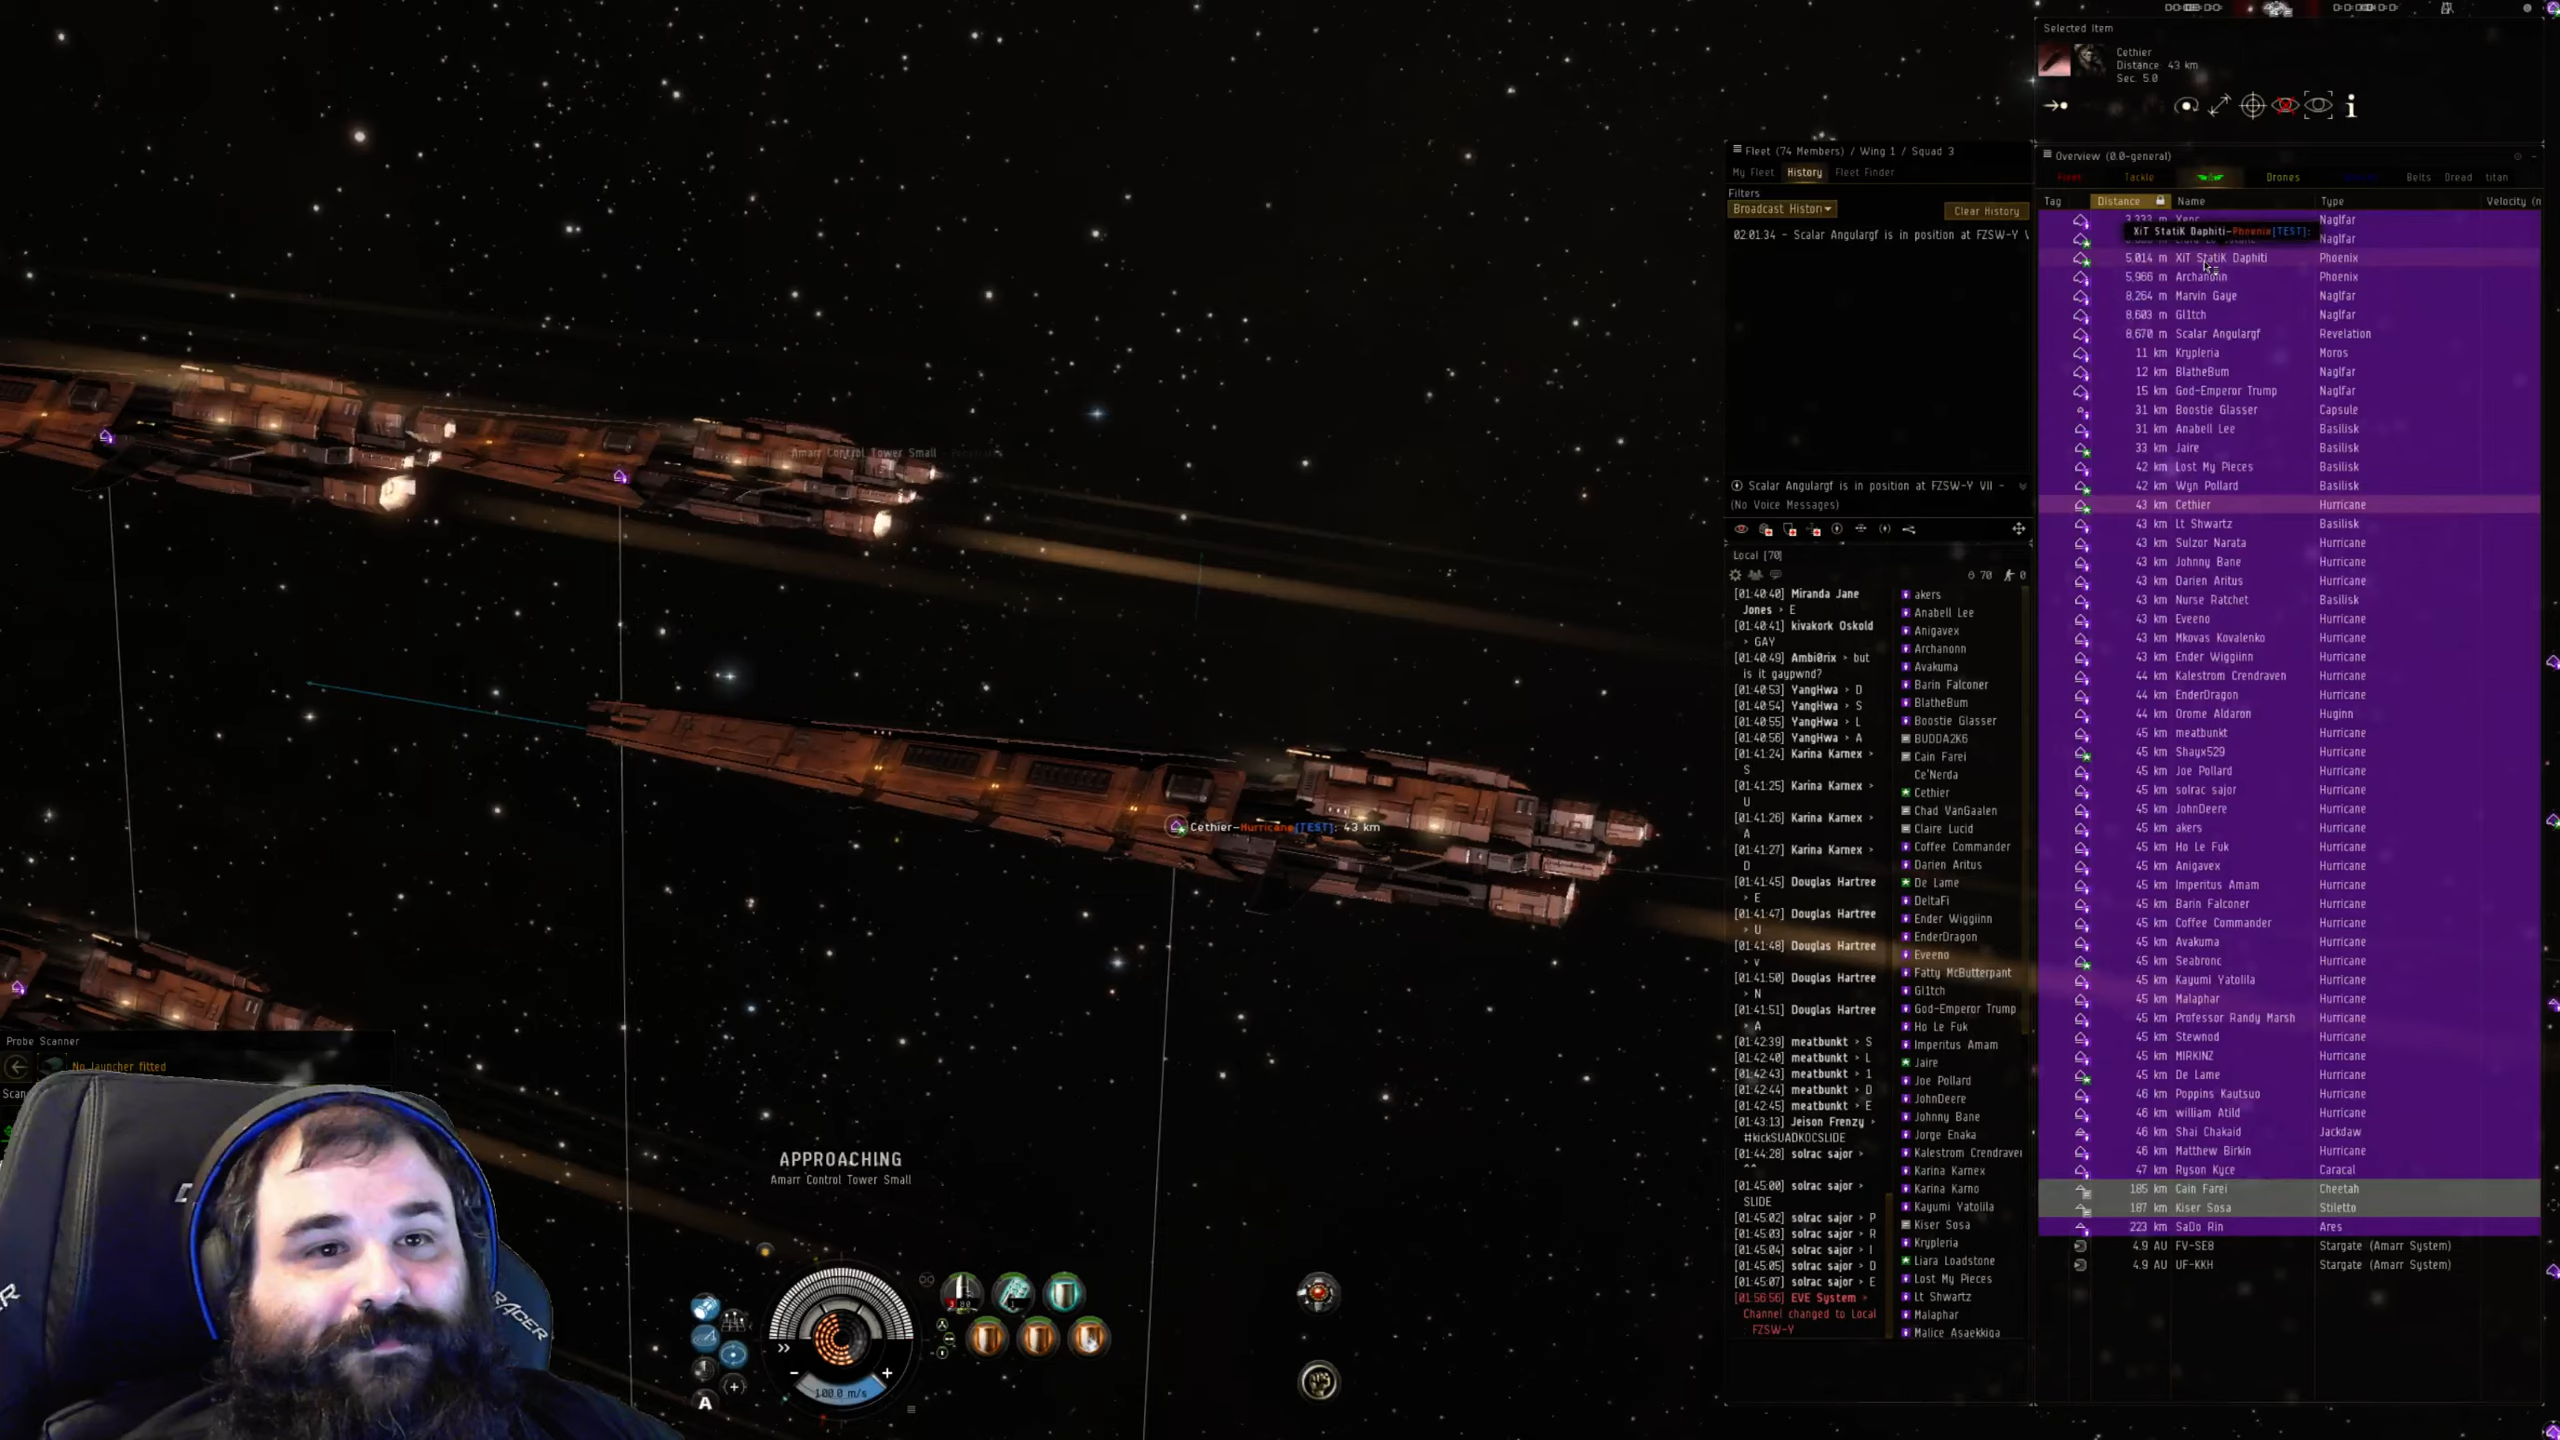 Selected Item
Cethier
Distance 43 km
Sec. 5.0
Overview (0.0-general)
Fleet Tackle Drones Belts Dread titan
Tag Distance Name Type Velocity (m
3,333 m Xenc Naglfar
XiT StatiK Daphiti-Phoenix[TEST]:
Naglfar
5,014 m XiT StatiK Daphiti Phoenix
5,966 m Archanonn Phoenix
8,264 m Marvin Gaye Naglfar
8,603 m Gl1tch Naglfar
8,670 m Scalar Angulargf Revelation
11 km Krypleria Moros
12 km BlatheBum Naglfar
15 km God-Emperor Trump Naglfar
31 km Boostie Glasser Capsule
31 km Anabell Lee Basilisk
33 km Jaire Basilisk
42 km Lost My Pieces Basilisk
42 km Wyn Pollard Basilisk
43 km Cethier Hurricane
43 km Lt Shwartz Basilisk
43 km Sulzor Narata Hurricane
43 km Johnny Bane Hurricane
43 km Darien Aritus Hurricane
43 km Nurse Ratchet Basilisk
43 km Eveeno Hurricane
43 km Mkovas Kovalenko Hurricane
43 km Ender Wiggiinn Hurricane
44 km Kalestrom Crendraven Hurricane
44 km EnderDragon Hurricane
44 km Orome Aldaron Huginn
45 km meatbunkt Hurricane
45 km Shayx529 Hurricane
45 km Joe Pollard Hurricane
45 km solrac sajor Hurricane
45 km JohnDeere Hurricane
45 km akers Hurricane
45 km Ho Le Fuk Hurricane
45 km Anigavex Hurricane
45 km Imperitus Amam Hurricane
45 km Barin Falconer Hurricane
45 km Coffee Commander Hurricane
45 km Avakuma Hurricane
45 km Seabronc Hurricane
45 km Kayumi Yatolila Hurricane
45 km Malaphar Hurricane
45 km Professor Randy Marsh Hurricane
45 km Stewnod Hurricane
45 km MIRKINZ Hurricane
45 km De Lame Hurricane
46 km Poppins Kautsuo Hurricane
46 km william Atild Hurricane
46 km Shai Chakaid Jackdaw
46 km Matthew Birkin Hurricane
47 km Ryson Kyce Caracal
185 km Cain Farei Cheetah
187 km Kiser Sosa Stiletto
223 km SaDo Rin Ares
4.9 AU FV-SE8 Stargate (Amarr System)
4.9 AU UF-KKH Stargate (Amarr System)
Fleet (74 Members) / Wing 1 / Squad 3
My Fleet History Fleet Finder
Filters
Broadcast Histor
Clear History
02:01:34 - Scalar Angulargf is in position at FZSW-Y V
Scalar Angulargf is in position at FZSW-Y VII -
(No Voice Messages)
Local [70]
70 0
[01:40:40] Miranda Jane
Jones > E
[01:40:41] kivakork Oskold
> GAY
[01:40:49] Ambi0rix > but
is it gaypwnd?
[01:40:53] YangHwa > D
[01:40:54] YangHwa > S
[01:40:55] YangHwa > L
[01:40:56] YangHwa > A
[01:41:24] Karina Karnex >
S
[01:41:25] Karina Karnex >
U
[01:41:26] Karina Karnex >
A
[01:41:27] Karina Karnex >
D
[01:41:45] Douglas Hartree
> E
[01:41:47] Douglas Hartree
> U
[01:41:48] Douglas Hartree
> v
[01:41:50] Douglas Hartree
> N
[01:41:51] Douglas Hartree
> A
[01:42:39] meatbunkt > S
[01:42:40] meatbunkt > L
[01:42:43] meatbunkt > 1
[01:42:44] meatbunkt > D
[01:42:45] meatbunkt > E
[01:43:13] Jeison Frenzy >
#kickSUADKOCSLIDE
[01:44:28] solrac sajor >
^^
[01:45:00] solrac sajor >
SLIDE
[01:45:02] solrac sajor > P
[01:45:03] solrac sajor > R
[01:45:04] solrac sajor > I
[01:45:05] solrac sajor > D
[01:45:07] solrac sajor > E
[01:56:56] EVE System >
Channel changed to Local
: FZSW-Y
akers
Anabell Lee
Anigavex
Archanonn
Avakuma
Barin Falconer
BlatheBum
Boostie Glasser
BUDDA2K6
Cain Farei
Ce'Nerda
Cethier
Chad VanGaalen
Claire Lucid
Coffee Commander
Darien Aritus
De Lame
DeltaFi
Ender Wiggiinn
EnderDragon
Eveeno
Fatty McButterpant
Gl1tch
God-Emperor Trump
Ho Le Fuk
Imperitus Amam
Jaire
Joe Pollard
JohnDeere
Johnny Bane
Jorge Enaka
Kalestrom Crendraver
Karina Karnex
Karina Karno
Kayumi Yatolila
Kiser Sosa
Krypleria
Liara Loadstone
Lost My Pieces
Lt Shwartz
Malaphar
Malice Asaekkiga
Amarr Control Tower Small
Cethier-Hurricane[TEST]: 43 km
APPROACHING
Amarr Control Tower Small
Probe Scanner
No launcher fitted
Scan
100.0 m/s
A
80
RACER